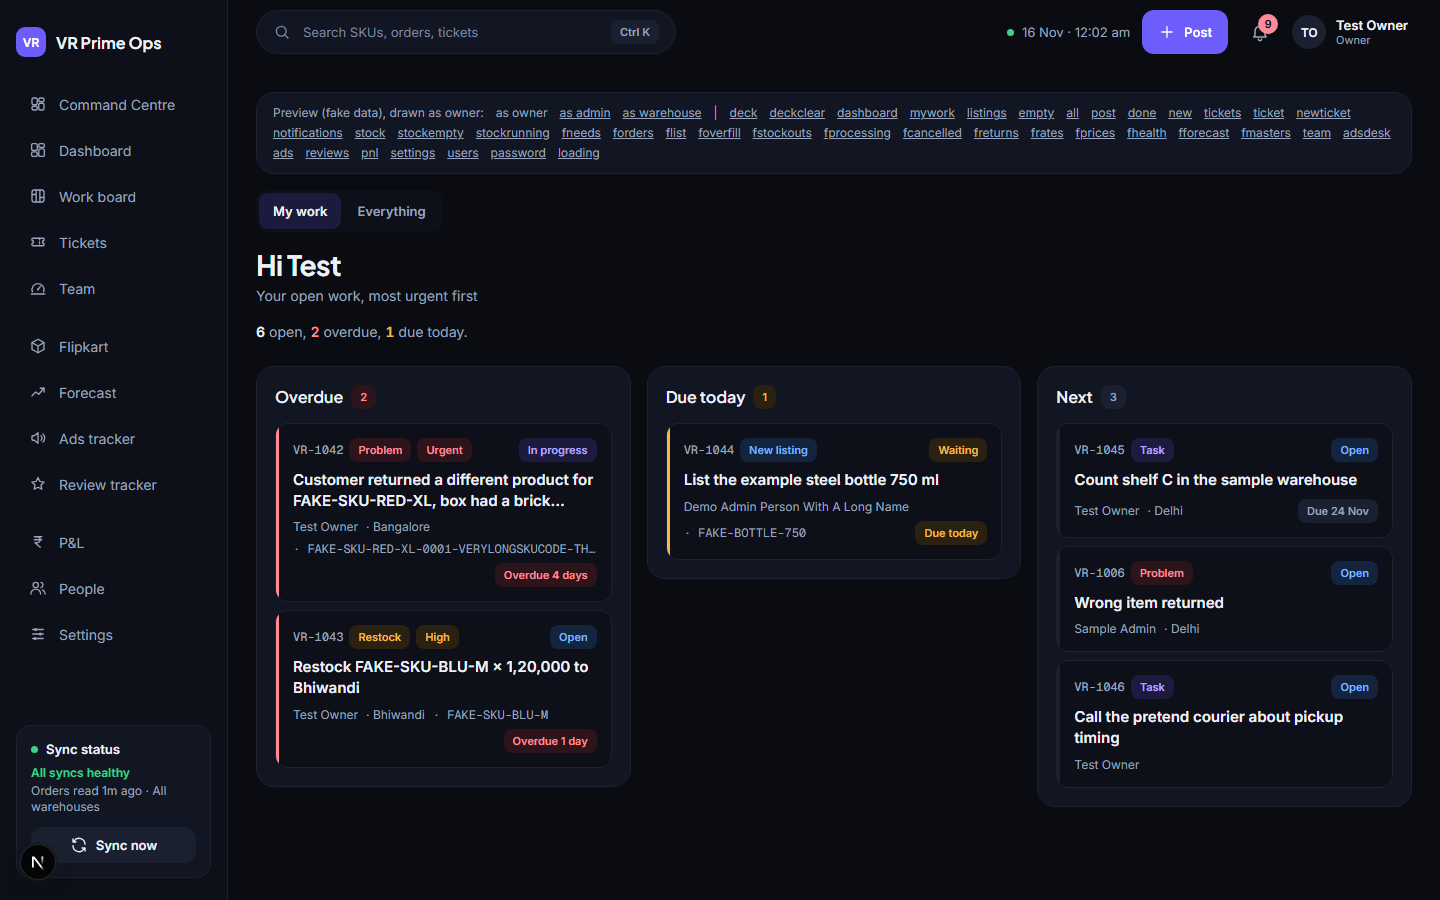 VR VR Prime Ops
Search SKUs, orders, tickets Ctrl K
16 Nov · 12:02 am
Post
9
TO
Test Owner
Owner
Command Centre
Dashboard
Work board
Tickets
Team
Flipkart
Forecast
Ads tracker
Review tracker
P&L
People
Settings
Sync status
All syncs healthy
Orders read 1m ago · All
warehouses
Sync now
N
Preview (fake data), drawn as owner: as owner as admin as warehouse | deck deckclear dashboard mywork listings empty all post done new tickets ticket newticket
notifications stock stockempty stockrunning fneeds forders flist foverfill fstockouts fprocessing fcancelled freturns frates fprices fhealth fforecast fmasters team adsdesk
ads reviews pnl settings users password loading
My work Everything
Hi Test
Your open work, most urgent first
6 open, 2 overdue, 1 due today.
Overdue 2
VR-1042 Problem Urgent In progress
Customer returned a different product for
FAKE-SKU-RED-XL, box had a brick...
Test Owner · Bangalore
· FAKE-SKU-RED-XL-0001-VERYLONGSKUCODE-TH…
Overdue 4 days
VR-1043 Restock High Open
Restock FAKE-SKU-BLU-M × 1,20,000 to
Bhiwandi
Test Owner · Bhiwandi · FAKE-SKU-BLU-M
Overdue 1 day
Due today 1
VR-1044 New listing Waiting
List the example steel bottle 750 ml
Demo Admin Person With A Long Name
· FAKE-BOTTLE-750 Due today
Next 3
VR-1045 Task Open
Count shelf C in the sample warehouse
Test Owner · Delhi Due 24 Nov
VR-1006 Problem Open
Wrong item returned
Sample Admin · Delhi
VR-1046 Task Open
Call the pretend courier about pickup
timing
Test Owner